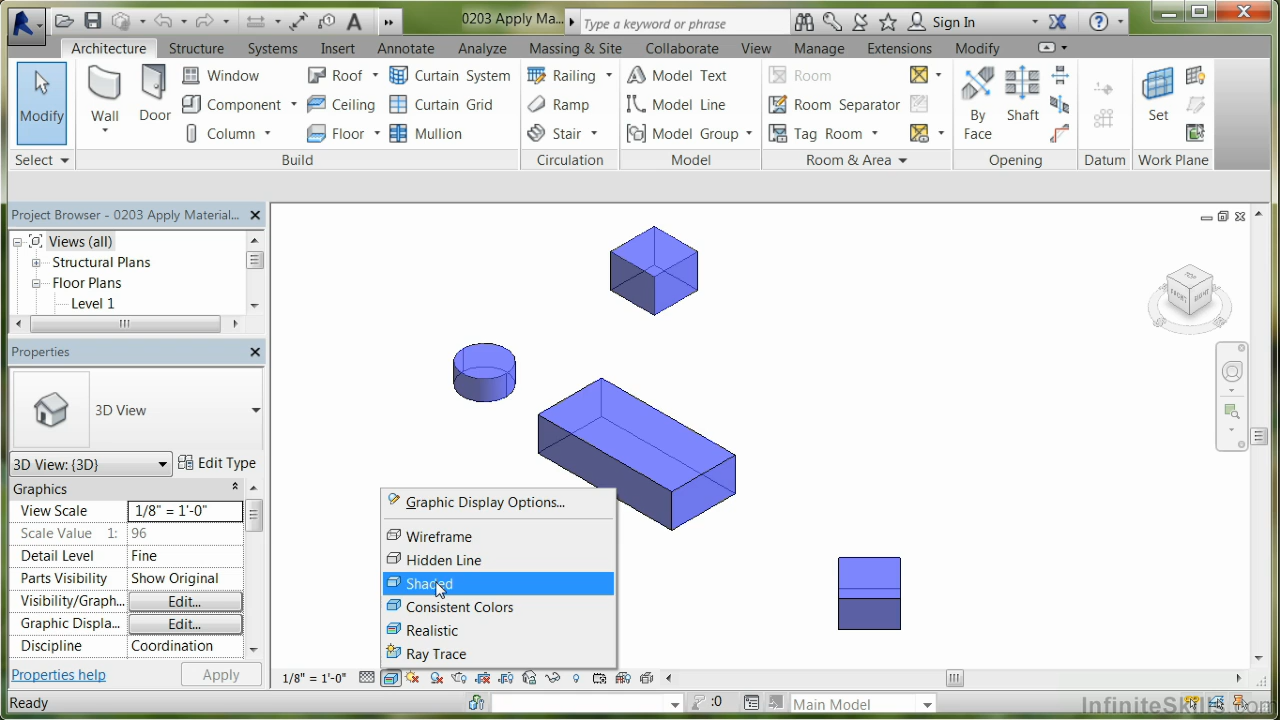 0203 Apply Ma...
Type a keyword or phrase
Sign In
Architecture Structure Systems Insert Annotate Analyze Massing & Site Collaborate View Manage Extensions Modify
Modify
Wall
Door
Window
Component
Column
Roof
Ceiling
Floor
Curtain System
Curtain Grid
Mullion
Railing
Ramp
Stair
Model Text
Model Line
Model Group
Room
Room Separator
Tag Room
By Face
Shaft
Set
Select Build Circulation Model Room & Area Opening Datum Work Plane
Project Browser - 0203 Apply Material...
Views (all)
Structural Plans
Floor Plans
Level 1
Properties
3D View
3D View: {3D} Edit Type
Graphics
View Scale 1/8" = 1'-0"
Scale Value 1: 96
Detail Level Fine
Parts Visibility Show Original
Visibility/Graph... Edit...
Graphic Displa... Edit...
Discipline Coordination
Properties help Apply
TOP
FRONT
RIGHT
Graphic Display Options...
Wireframe
Hidden Line
Shaded
Consistent Colors
Realistic
Ray Trace
1/8" = 1'-0"
Ready
:0
Main Model
InfiniteSkills.com